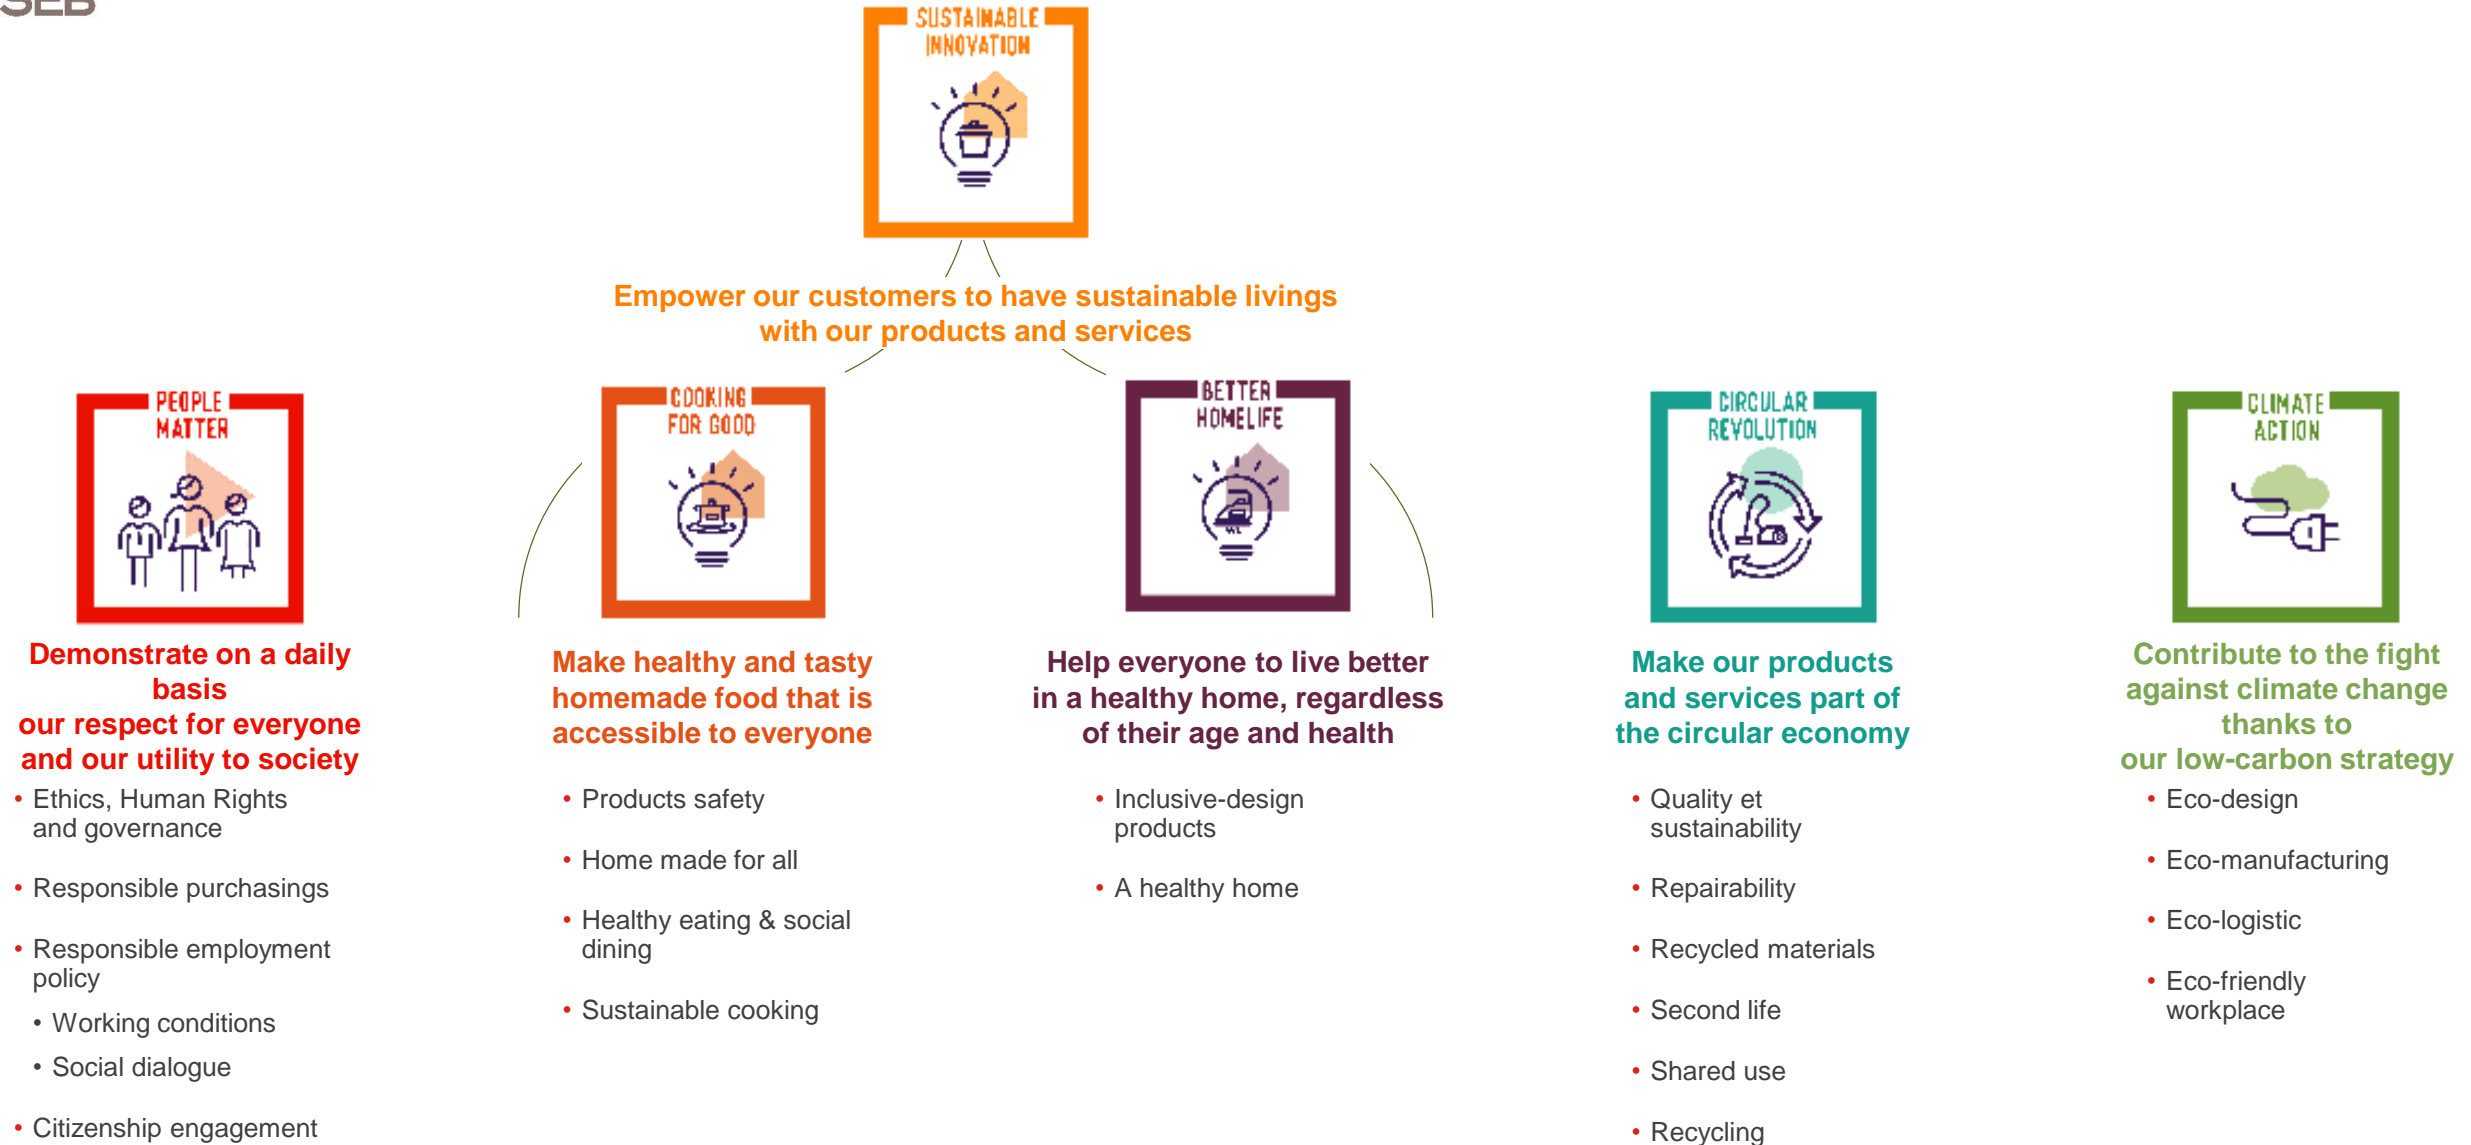 SEB
SUSTAINABLE
INNOVATION
Empower our customers to have sustainable livings
with our products and services
PEOPLE
MATTER
Demonstrate on a daily
basis
our respect for everyone
and our utility to society
• Ethics, Human Rights
and governance
• Responsible purchasings
• Responsible employment
policy
• Working conditions
• Social dialogue
• Citizenship engagement
COOKING
FOR GOOD
Make healthy and tasty
homemade food that is
accessible to everyone
• Products safety
• Home made for all
• Healthy eating & social
dining
• Sustainable cooking
BETTER
HOMELIFE
Help everyone to live better
in a healthy home, regardless
of their age and health
• Inclusive-design
products
• A healthy home
CIRCULAR
REVOLUTION
Make our products
and services part of
the circular economy
• Quality et
sustainability
• Repairability
• Recycled materials
• Second life
• Shared use
• Recycling
CLIMATE
ACTION
Contribute to the fight
against climate change
thanks to
our low-carbon strategy
• Eco-design
• Eco-manufacturing
• Eco-logistic
• Eco-friendly
workplace